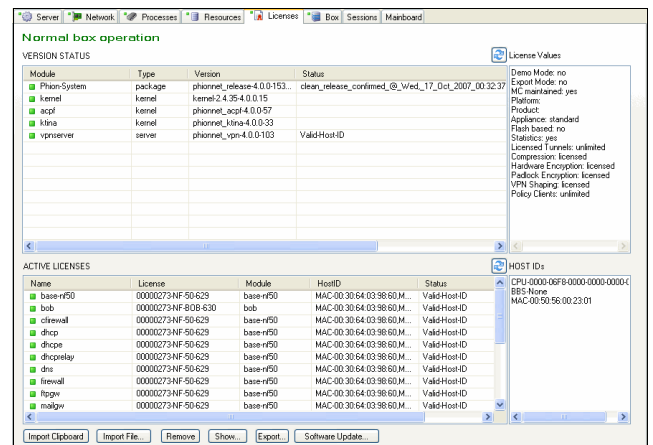 Server Network Processes Resources Licenses Box Sessions Mainboard
Normal box operation
VERSION STATUS
Module Type Version Status
Phion-System package phionnet_release-4.0.0-153... clean_release_confirmed_@_Wed,_17_Oct_2007_00:32:37
kernel kernel kernel-2.4.35-4.0.0.15
acpf kernel phionnet_acpf-4.0.0-57
ktina kernel phionnet_ktina-4.0.0-33
vpnserver server phionnet_vpn-4.0.0-103 Valid-Host-ID
License Values
Demo Mode: no
Export Mode: no
MC maintained: yes
Platform:
Product:
Appliance: standard
Flash based: no
Statistics: yes
Licensed Tunnels: unlimited
Compression: licensed
Hardware Encryption: licensed
Padlock Encryption: licensed
VPN Shaping: licensed
Policy Clients: unlimited
ACTIVE LICENSES
Name License Module HostID Status
base-nf50 00000273-NF-50-629 base-nf50 MAC-00:30:64:03:98:60,M... Valid-Host-ID
bob 00000273-NF-BOB-630 bob MAC-00:30:64:03:98:60,M... Valid-Host-ID
cfirewall 00000273-NF-50-629 base-nf50 MAC-00:30:64:03:98:60,M... Valid-Host-ID
dhcp 00000273-NF-50-629 base-nf50 MAC-00:30:64:03:98:60,M... Valid-Host-ID
dhcpe 00000273-NF-50-629 base-nf50 MAC-00:30:64:03:98:60,M... Valid-Host-ID
dhcprelay 00000273-NF-50-629 base-nf50 MAC-00:30:64:03:98:60,M... Valid-Host-ID
dns 00000273-NF-50-629 base-nf50 MAC-00:30:64:03:98:60,M... Valid-Host-ID
firewall 00000273-NF-50-629 base-nf50 MAC-00:30:64:03:98:60,M... Valid-Host-ID
ftpgw 00000273-NF-50-629 base-nf50 MAC-00:30:64:03:98:60,M... Valid-Host-ID
mailgw 00000273-NF-50-629 base-nf50 MAC-00:30:64:03:98:60,M... Valid-Host-ID
HOST IDs
CPU-0000-06F8-0000-0000-0000-0
BBS-None
MAC-00:50:56:00:23:01
Import Clipboard Import File... Remove Show... Export... Software Update...